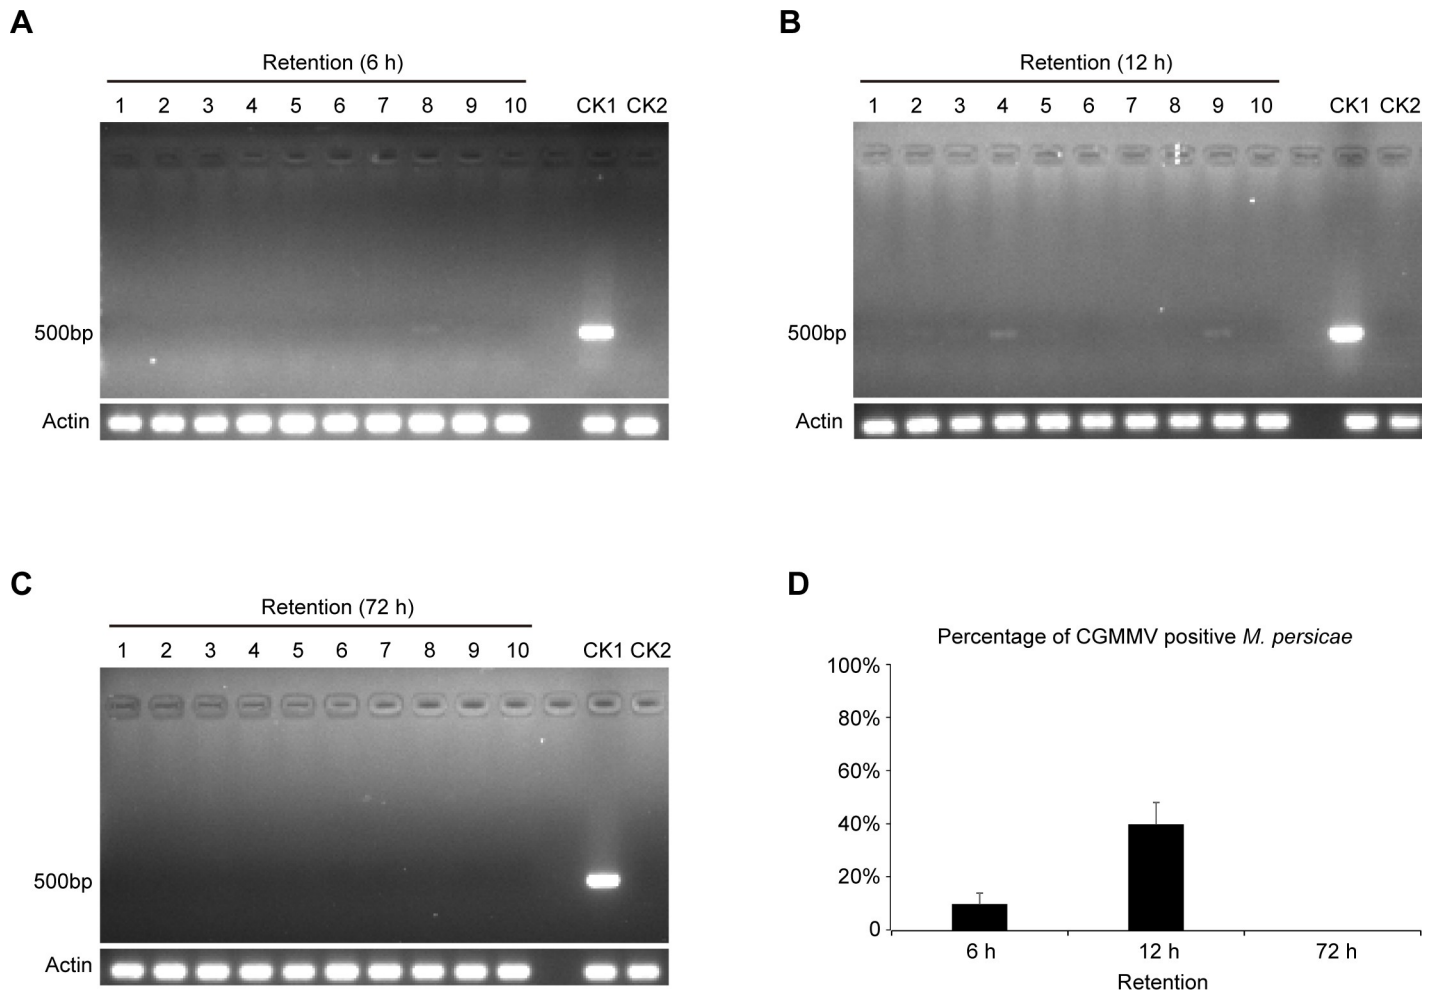 A
Retention (6 h)
1 2 3 4 5 6 7 8 9 10 CK1 CK2
500bp
Actin
B
Retention (12 h)
1 2 3 4 5 6 7 8 9 10 CK1 CK2
500bp
Actin
C
Retention (72 h)
1 2 3 4 5 6 7 8 9 10 CK1 CK2
500bp
Actin
D
Percentage of CGMMV positive M. persicae
100%
80%
60%
40%
20%
0
6 h 12 h 72 h
Retention